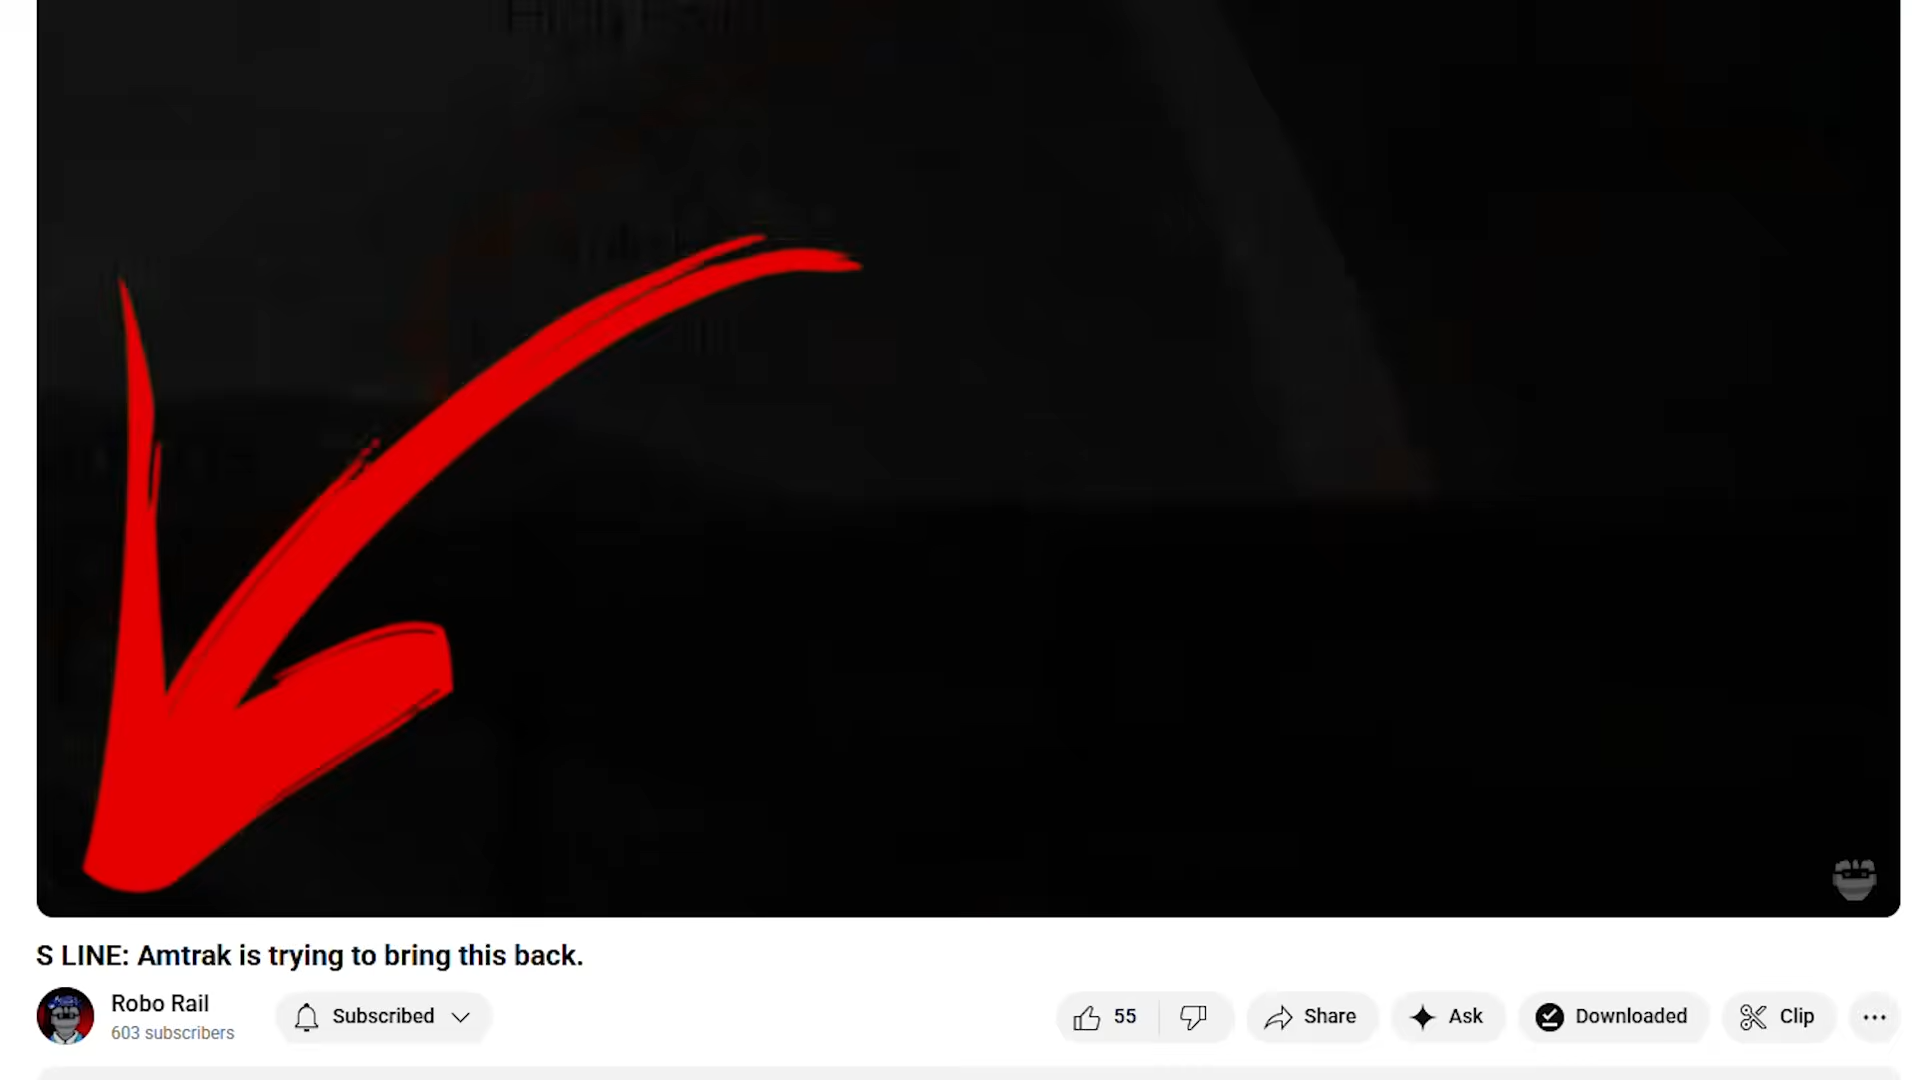 S LINE: Amtrak is trying to bring this back.
Robo Rail
603 subscribers
Subscribed
55
Share
Ask
Downloaded
Clip